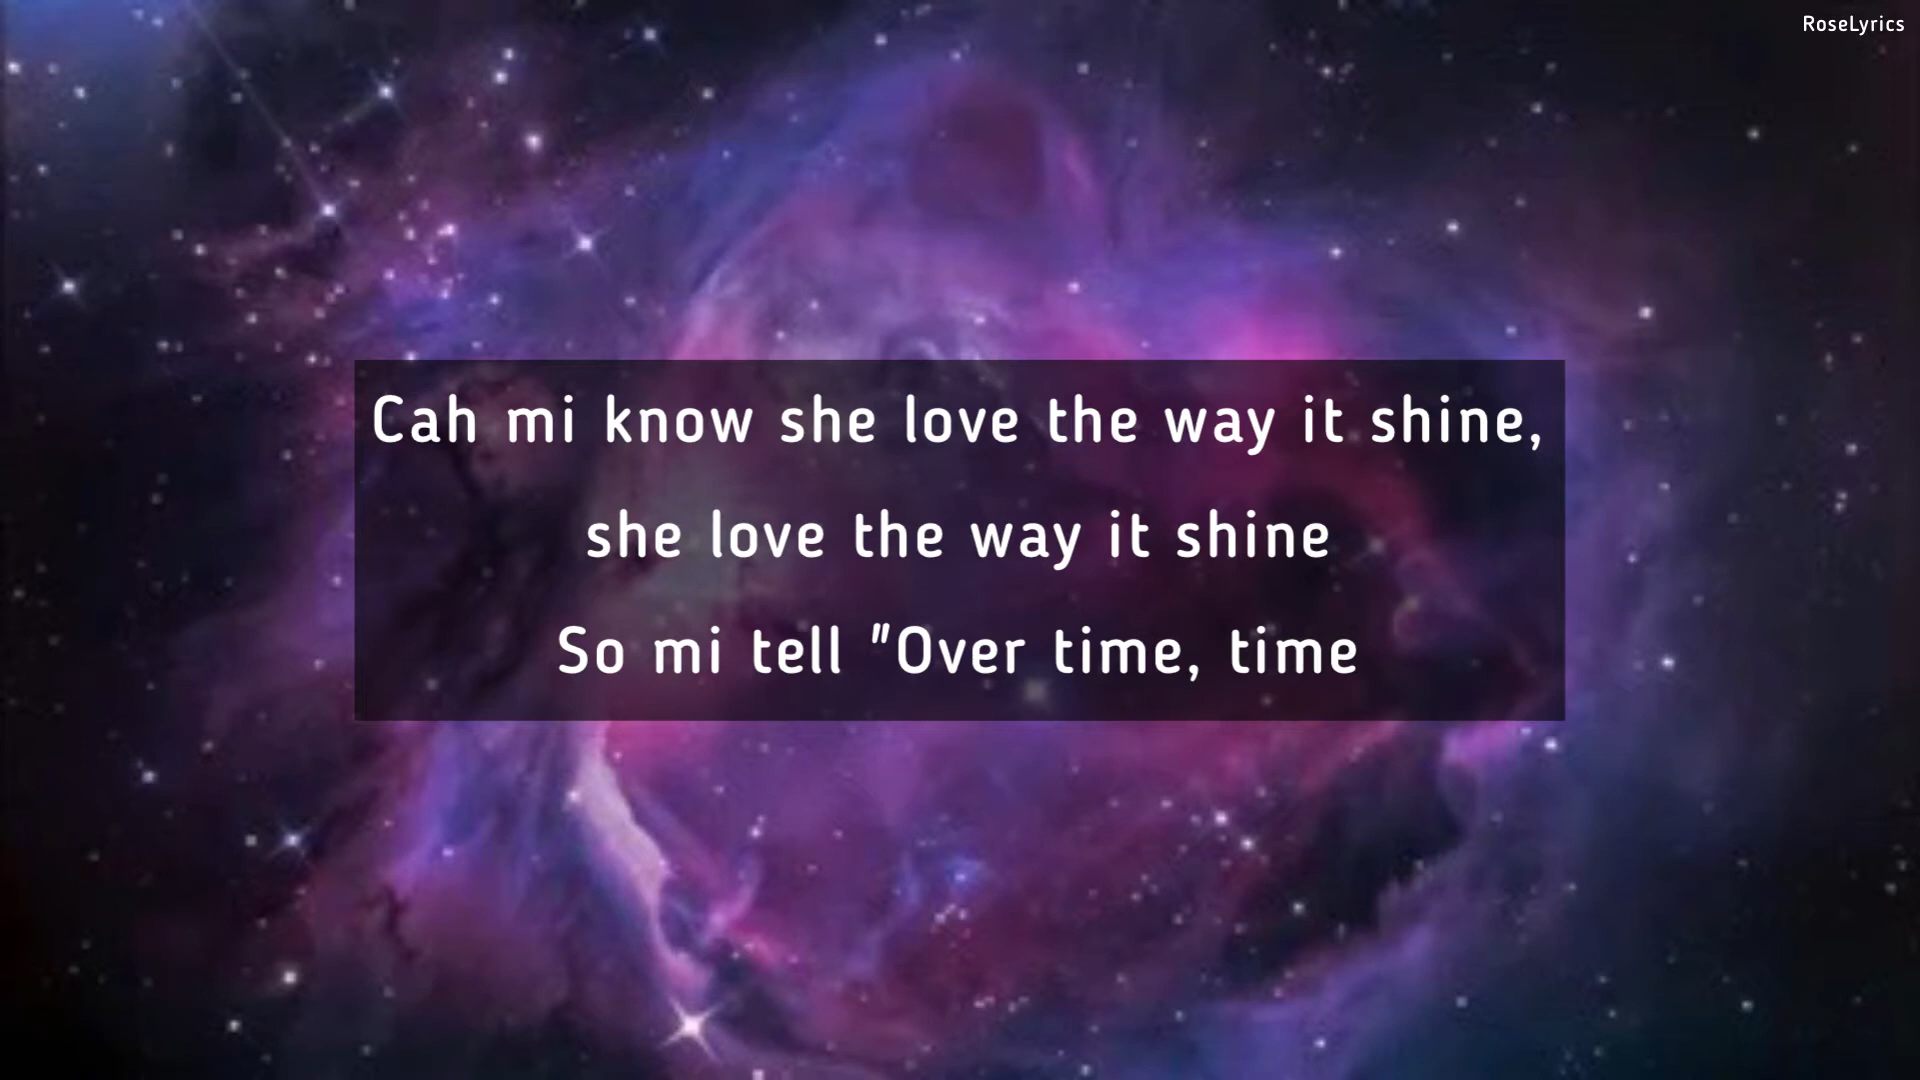 RoseLyrics
Cah mi know she love the way it shine,
she love the way it shine
So mi tell "Over time, time